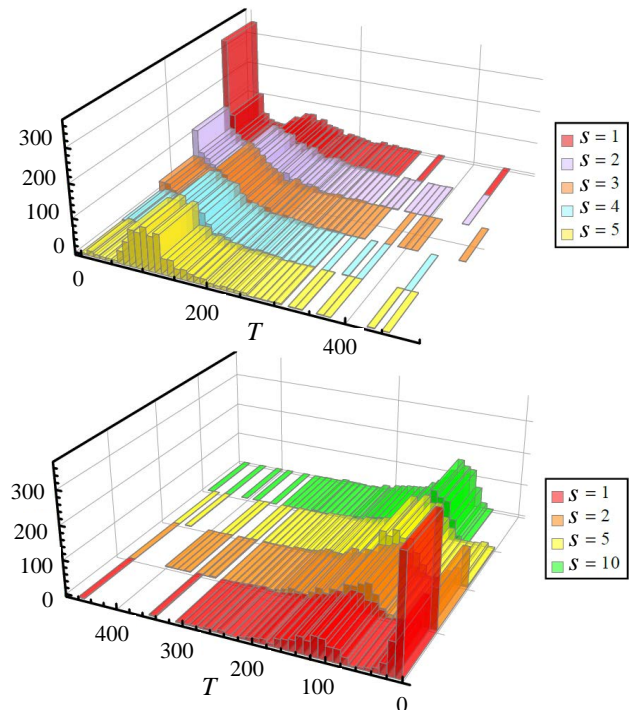 300
200
100
0
0
200
400
T
s = 1
s = 2
s = 3
s = 4
s = 5
300
200
100
0
400
300
200
100
0
T
s = 1
s = 2
s = 5
s = 10